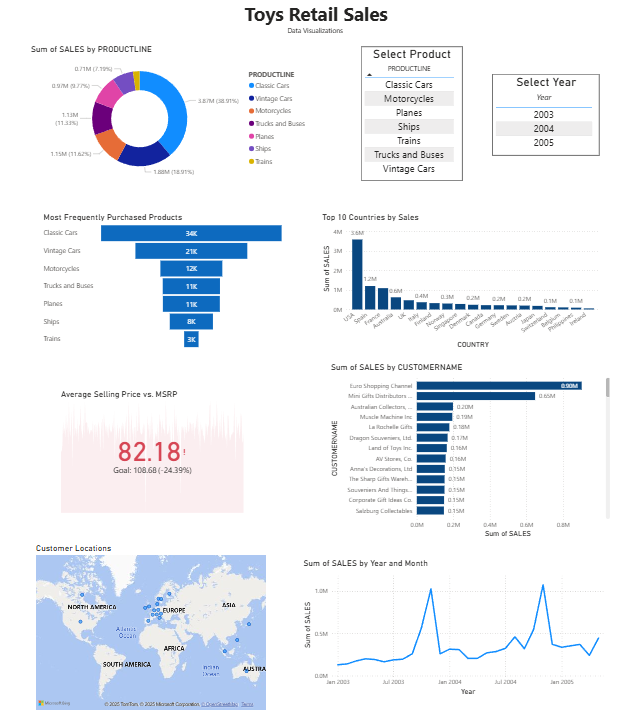 Toys Retail Sales
Data Visualizations
Sum of SALES by PRODUCTLINE
0.71M (7.19%)
0.97M (9.77%)
1.13M
(11.33%)
1.15M (11.62%)
1.88M (18.91%)
3.87M (38.91%)
PRODUCTLINE
Classic Cars
Vintage Cars
Motorcycles
Trucks and Buses
Planes
Ships
Trains
Select Product
PRODUCTLINE
Classic Cars
Motorcycles
Planes
Ships
Trains
Trucks and Buses
Vintage Cars
Select Year
Year
2003
2004
2005
Most Frequently Purchased Products
Classic Cars 34K
Vintage Cars 21K
Motorcycles 12K
Trucks and Buses 11K
Planes 11K
Ships 8K
Trains 3K
Top 10 Countries by Sales
Sum of SALES
4M
3M
2M
1M
0M
3.6M
1.2M
0.6M
0.4M
0.3M
0.2M
0.2M
0.2M
0.1M
0.1M
USA
Spain
France
Australia
UK
Italy
Finland
Norway
Singapore
Denmark
Canada
Germany
Sweden
Austria
Japan
Switzerland
Belgium
Philippines
Ireland
COUNTRY
Average Selling Price vs. MSRP
82.18!
Goal: 108.68 (-24.39%)
Sum of SALES by CUSTOMERNAME
CUSTOMERNAME
Euro Shopping Channel 0.90M
Mini Gifts Distributors ... 0.65M
Australian Collectors, ... 0.20M
Muscle Machine Inc 0.19M
La Rochelle Gifts 0.18M
Dragon Souveniers, Ltd. 0.17M
Land of Toys Inc. 0.16M
AV Stores, Co. 0.16M
Anna's Decorations, Ltd 0.15M
The Sharp Gifts Wareh... 0.15M
Souveniers And Things... 0.15M
Corporate Gift Ideas Co. 0.15M
Salzburg Collectables 0.15M
0.0M 0.2M 0.4M 0.6M 0.8M
Sum of SALES
Customer Locations
NORTH AMERICA
EUROPE
ASIA
Atlantic
Ocean
AFRICA
SOUTH AMERICA
Indian
Ocean
AUSTRA
Microsoft Bing
© 2025 TomTom, © 2025 Microsoft Corporation, © OpenStreetMap Terms
Sum of SALES by Year and Month
Sum of SALES
1.0M
0.5M
0.0M
Jan 2003 Jul 2003 Jan 2004 Jul 2004 Jan 2005
Year